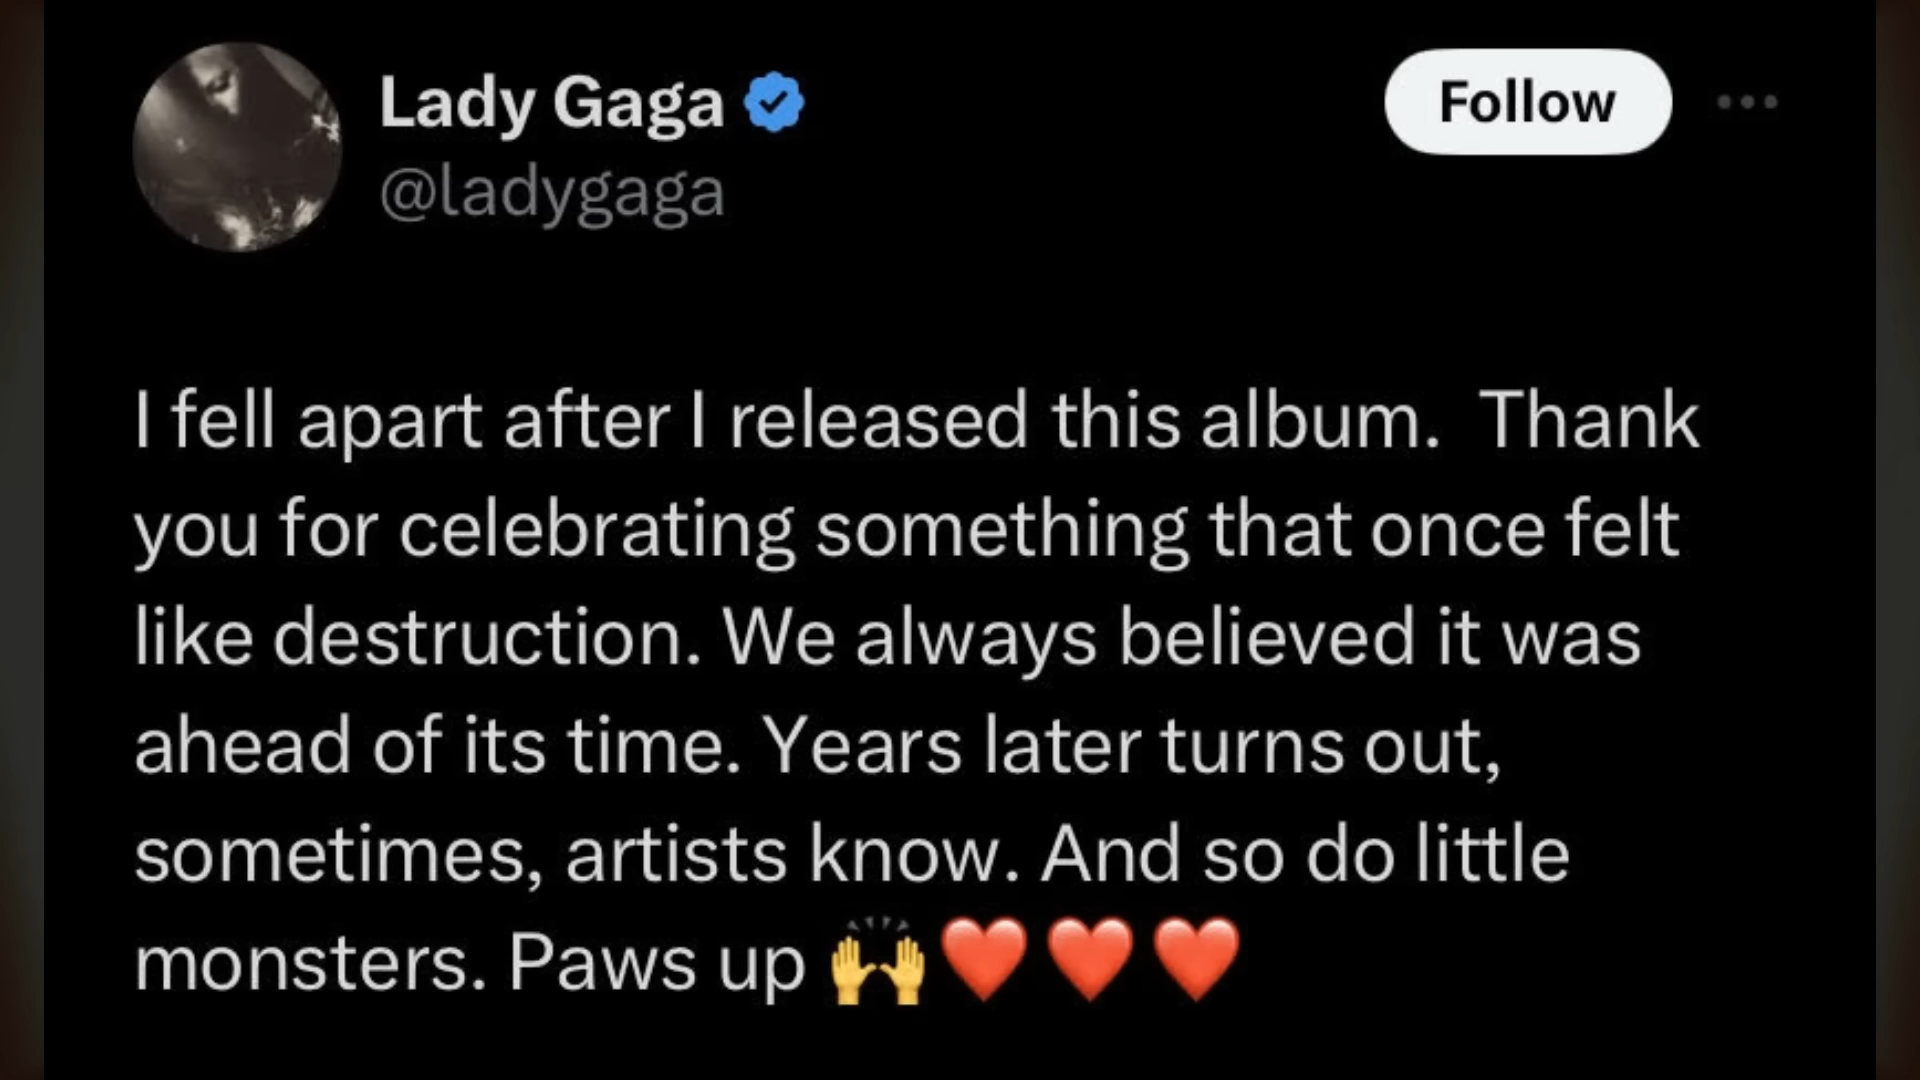 Lady Gaga
@ladygaga
Follow
I fell apart after I released this album.  Thank
you for celebrating something that once felt
like destruction. We always believed it was
ahead of its time. Years later turns out,
sometimes, artists know. And so do little
monsters. Paws up 🙌❤️❤️❤️